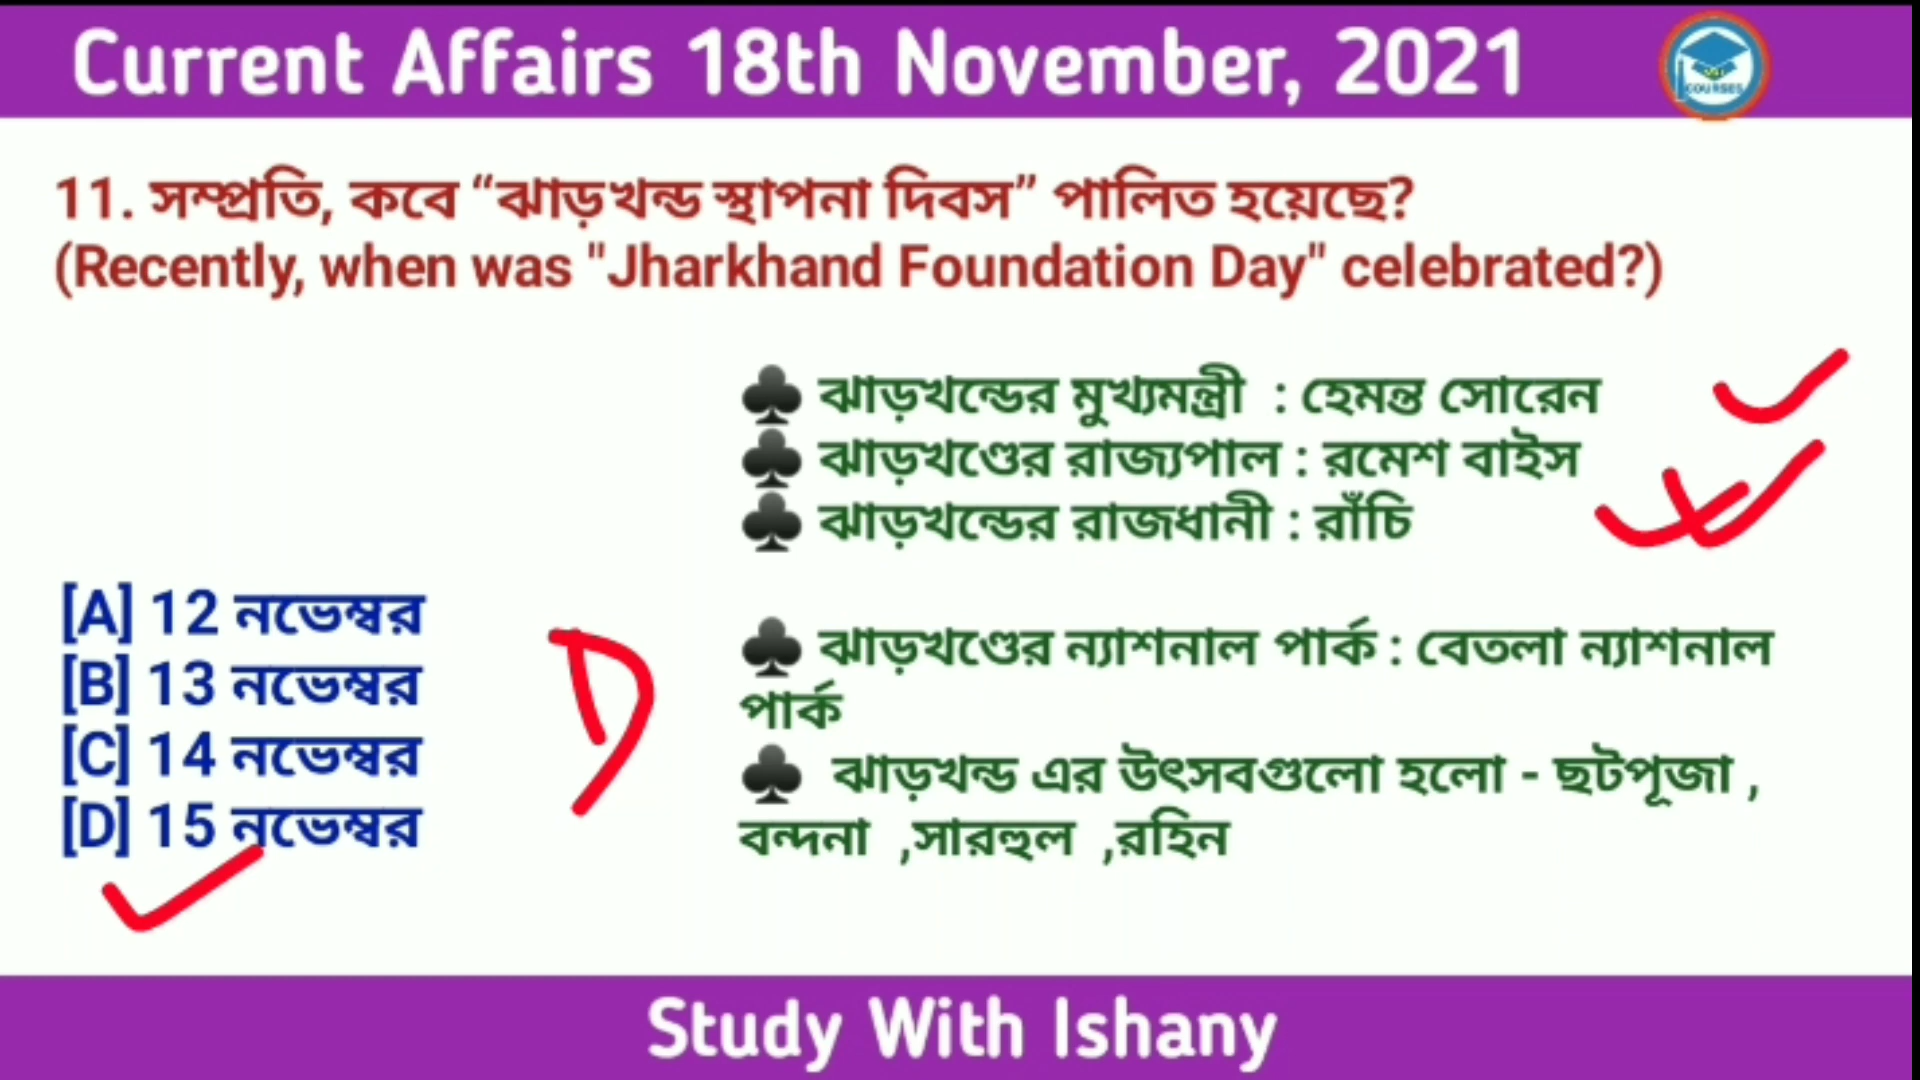 Current Affairs 18th November, 2021
COURSES
11. সম্প্রতি, কবে “ঝাড়খন্ড স্থাপনা দিবস” পালিত হয়েছে?
(Recently, when was "Jharkhand Foundation Day" celebrated?)
♣ ঝাড়খন্ডের মুখ্যমন্ত্রী : হেমন্ত সোরেন
♣ ঝাড়খণ্ডের রাজ্যপাল : রমেশ বাইস
♣ ঝাড়খন্ডের রাজধানী : রাঁচি
[A] 12 নভেম্বর
[B] 13 নভেম্বর
[C] 14 নভেম্বর
[D] 15 নভেম্বর
D
♣ ঝাড়খণ্ডের ন্যাশনাল পার্ক : বেতলা ন্যাশনাল
পার্ক
♣ ঝাড়খন্ড এর উৎসবগুলো হলো - ছটপূজা ,
বন্দনা ,সারহুল ,রহিন
Study With Ishany